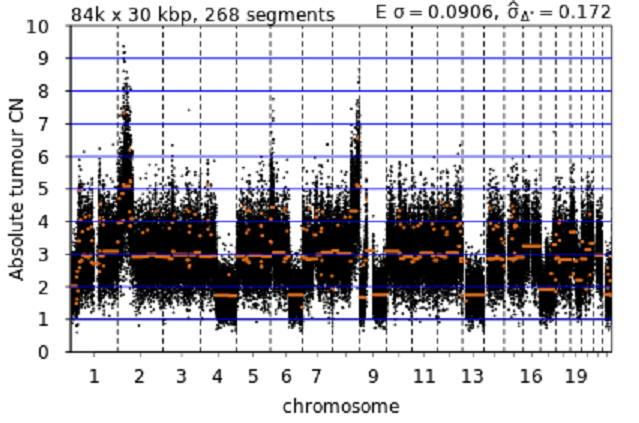 84k x 30 kbp, 268 segments E σ = 0.0906, σ̂Δ* = 0.172
10
9
8
7
6
5
4
3
2
1
0
Absolute tumour CN
1 2 3 4 5 6 7 9 11 13 16 19
chromosome